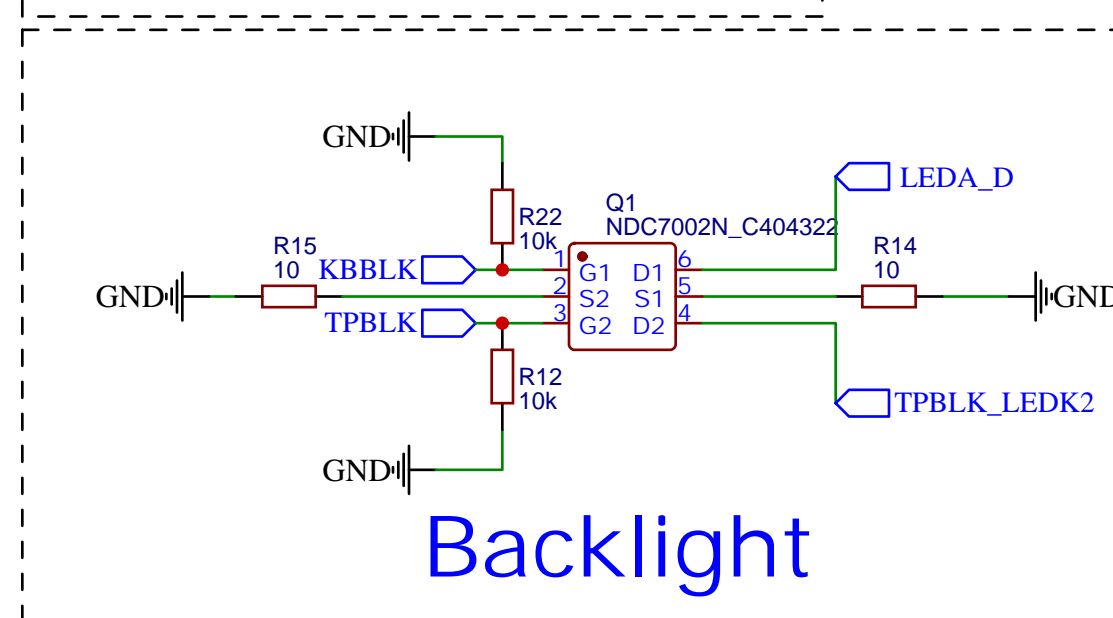 GND
LEDA_D
Q1
NDC7002N_C404322
R22
10k
R15
10
R14
10
KBBLK
1
G1
D1
6
GND
2
S2
S1
5
GND
TPBLK
3
G2
D2
4
R12
10k
TPBLK_LEDK2
GND
Backlight